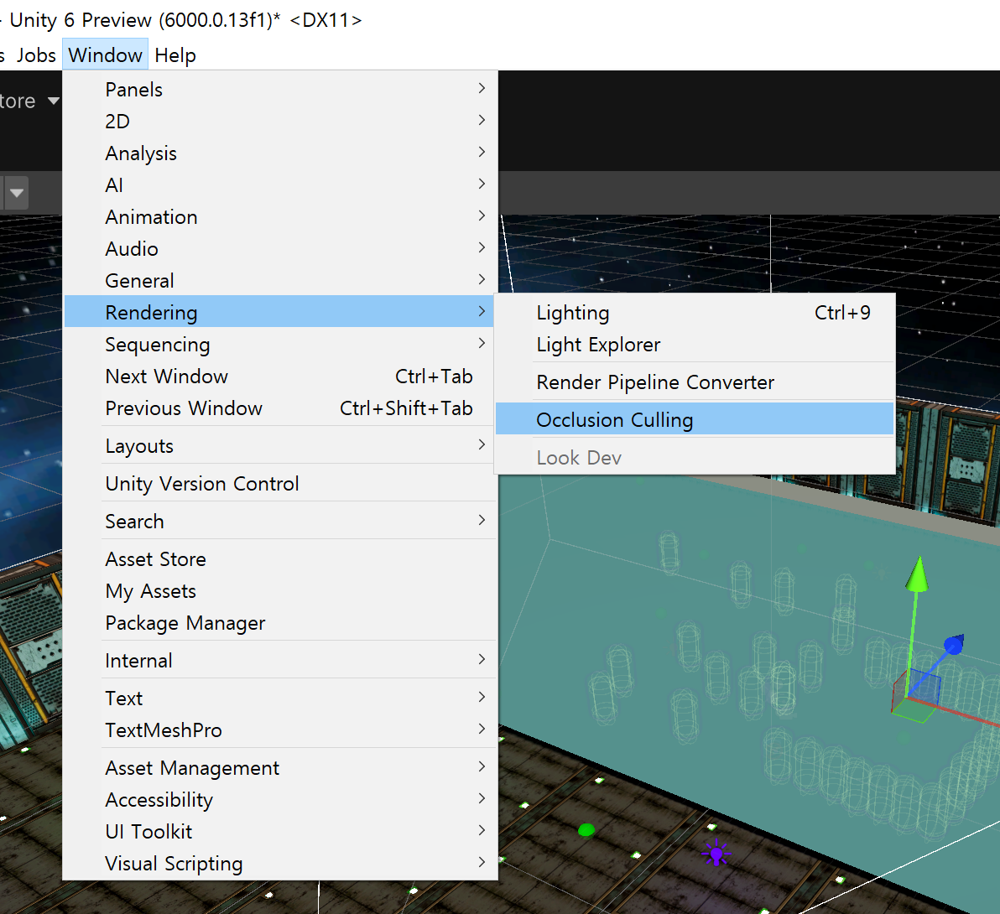 Unity 6 Preview (6000.0.13f1)* <DX11>
s Jobs Window Help
tore
Panels
2D
Analysis
AI
Animation
Audio
General
Rendering
Sequencing
Next Window Ctrl+Tab
Previous Window Ctrl+Shift+Tab
Layouts
Unity Version Control
Search
Asset Store
My Assets
Package Manager
Internal
Text
TextMeshPro
Asset Management
Accessibility
UI Toolkit
Visual Scripting
Lighting Ctrl+9
Light Explorer
Render Pipeline Converter
Occlusion Culling
Look Dev